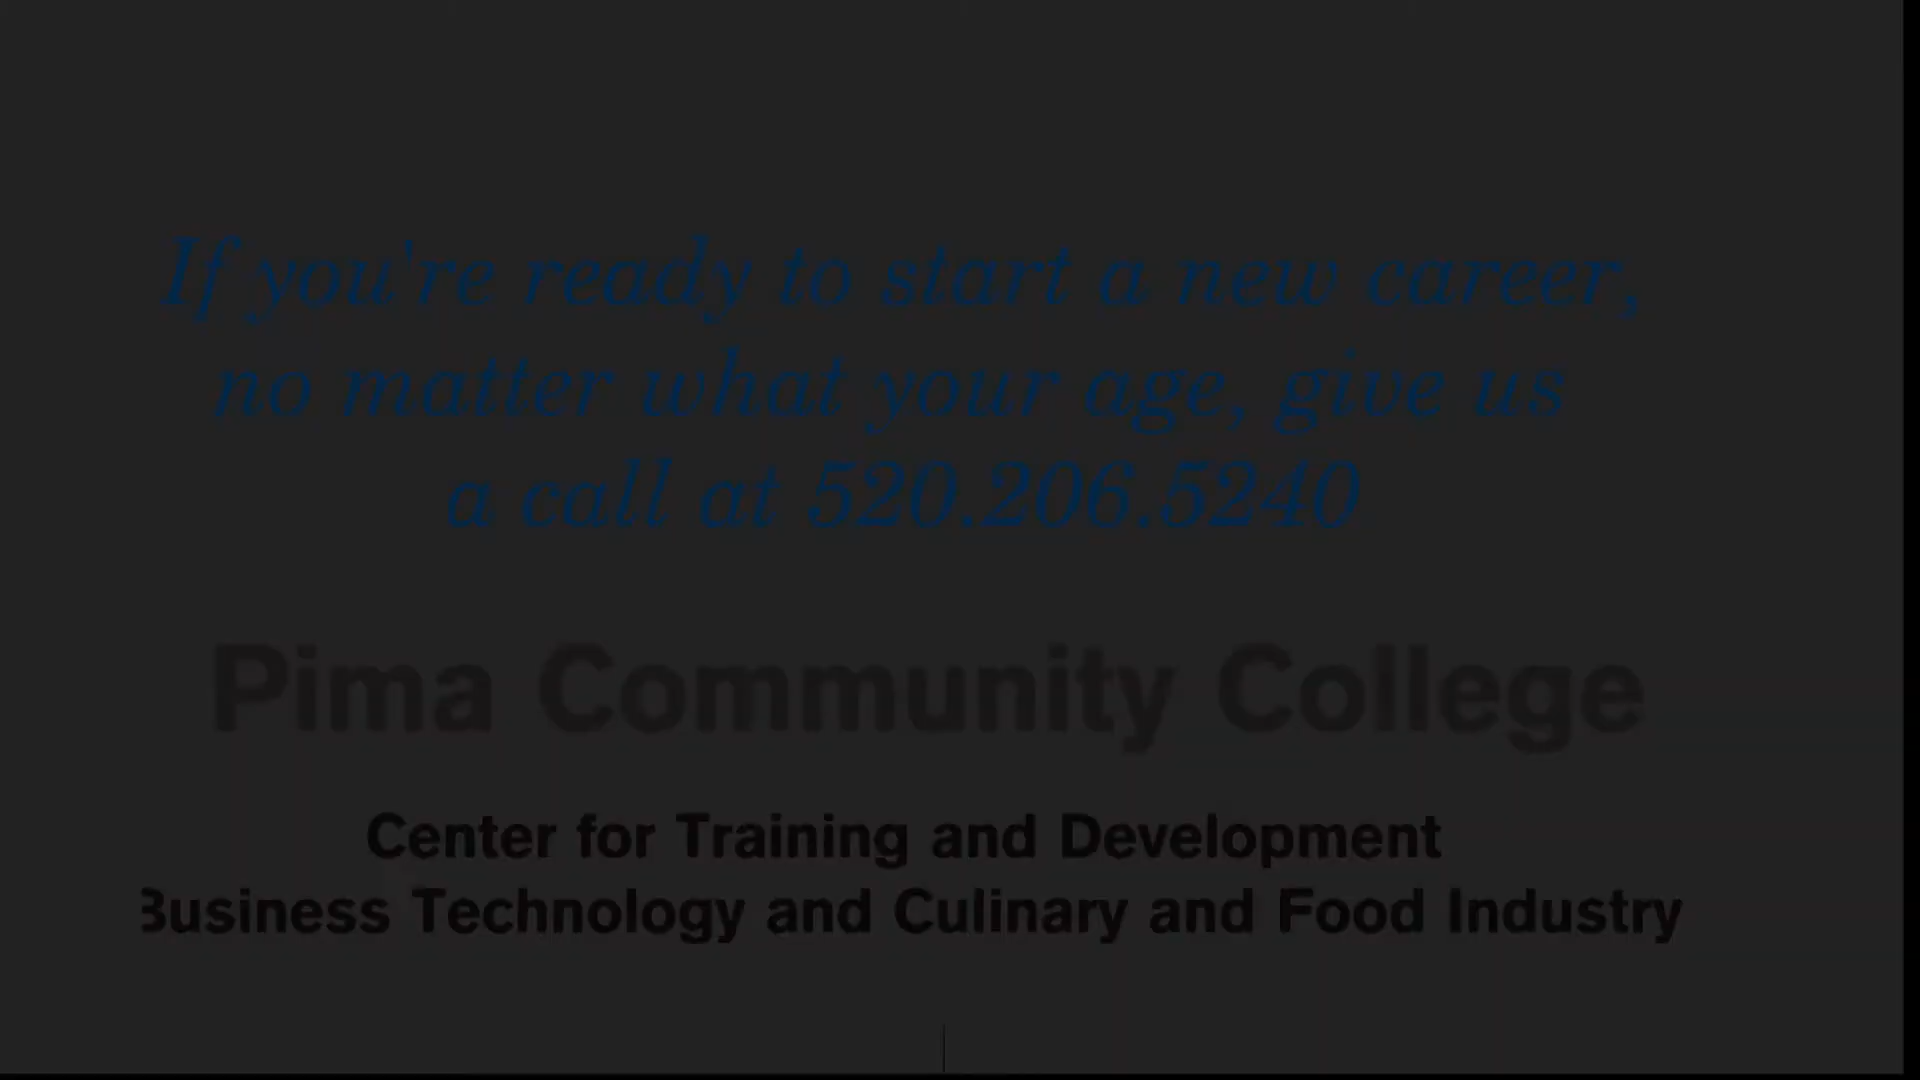 If you're ready to start a new career,
no matter what your age, give us
a call at 520.206.5240
Pima Community College
Center for Training and Development
Business Technology and Culinary and Food Industry